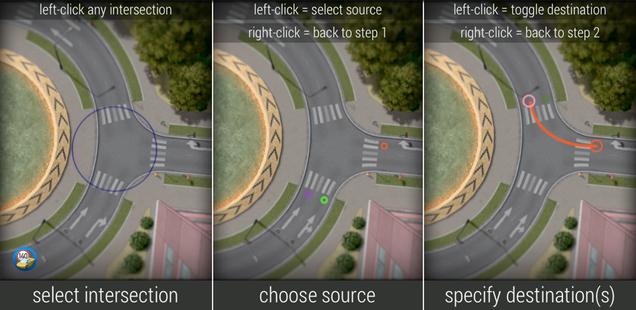 left-click any intersection
select intersection
left-click = select source
right-click = back to step 1
choose source
left-click = toggle destination
right-click = back to step 2
specify destination(s)